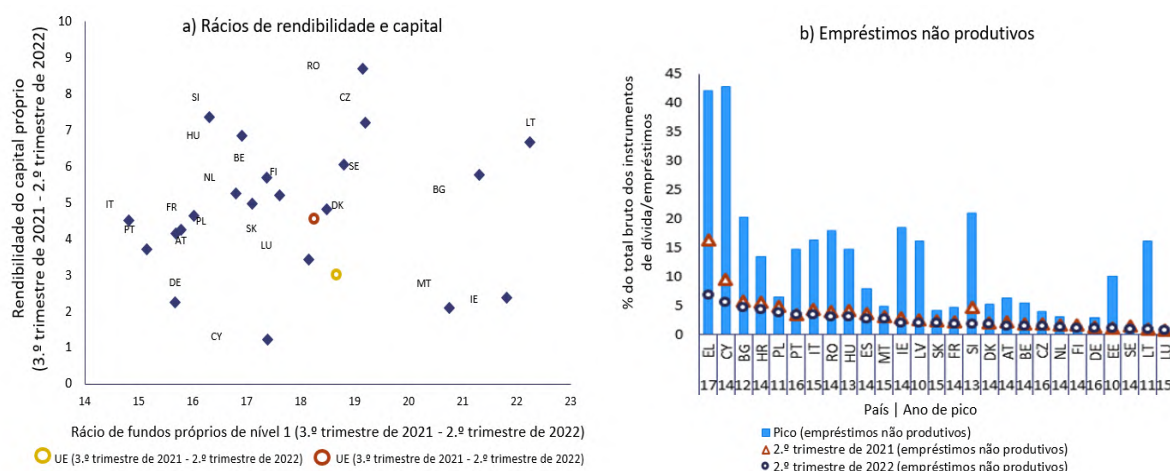 a) Rácios de rendibilidade e capital
Rendibilidade do capital próprio
(3.º trimestre de 2021 - 2.º trimestre de 2022)
10
9
8
7
6
5
4
3
2
1
0
RO
CZ
SI
LT
HU
BE
SE
FI
NL
BG
IT
FR
DK
PL
PT
AT
SK
LU
DE
MT
IE
CY
14 15 16 17 18 19 20 21 22 23
Rácio de fundos próprios de nível 1 (3.º trimestre de 2021 - 2.º trimestre de 2022)
UE (3.º trimestre de 2021 - 2.º trimestre de 2022) UE (3.º trimestre de 2021 - 2.º trimestre de 2022)
b) Empréstimos não produtivos
% do total bruto dos instrumentos
de dívida/empréstimos
45
40
35
30
25
20
15
10
5
0
EL CY BG HR PL PT IT RO HU ES MT IE LV SK FR SI DK AT BE CZ NL FI DE EE SE LT LU
17 14 12 14 11 16 15 14 13 14 15 14 10 15 14 13 14 14 14 16 14 14 16 10 14 11 15
País | Ano de pico
Pico (empréstimos não produtivos)
2.º trimestre de 2021 (empréstimos não produtivos)
2.º trimestre de 2022 (empréstimos não produtivos)